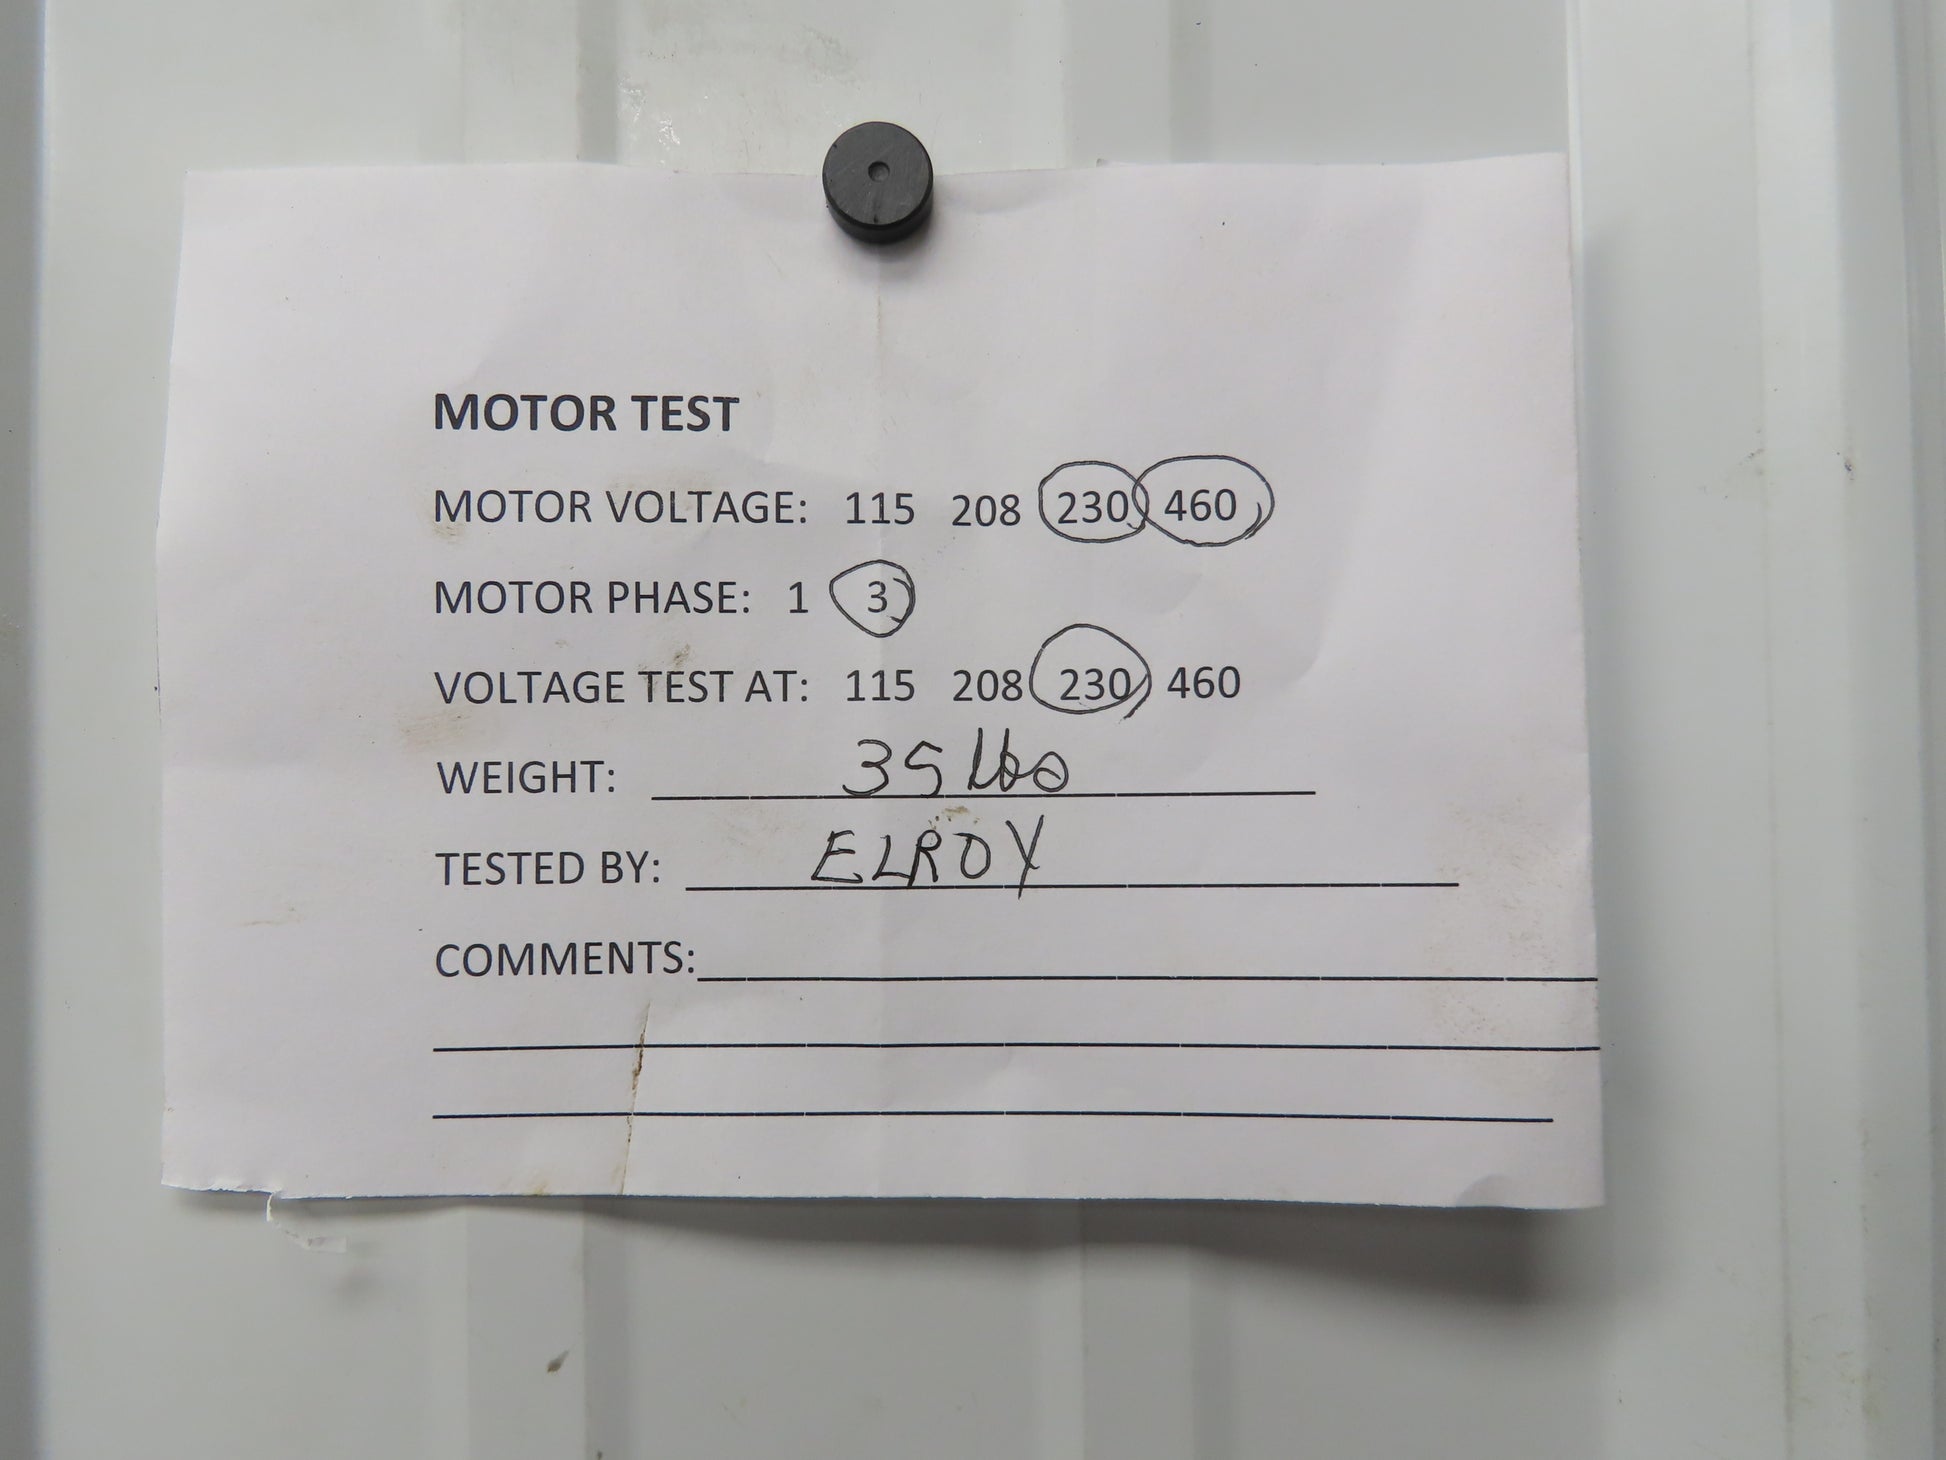 MOTOR TEST
MOTOR VOLTAGE: 115 208 230 460
MOTOR PHASE: 1 3
VOLTAGE TEST AT: 115 208 230 460
WEIGHT: 35 lbs
TESTED BY: ELROY
COMMENTS: